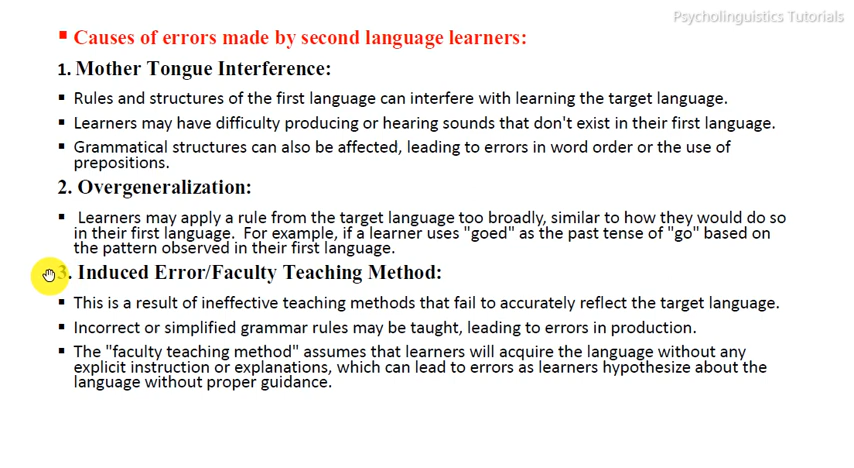 Psycholinguistics Tutorials
▪ Causes of errors made by second language learners:
1. Mother Tongue Interference:
▪ Rules and structures of the first language can interfere with learning the target language.
▪ Learners may have difficulty producing or hearing sounds that don't exist in their first language.
▪ Grammatical structures can also be affected, leading to errors in word order or the use of
prepositions.
2. Overgeneralization:
▪ Learners may apply a rule from the target language too broadly, similar to how they would do so
in their first language. For example, if a learner uses "goed" as the past tense of "go" based on
the pattern observed in their first language.
3. Induced Error/Faculty Teaching Method:
▪ This is a result of ineffective teaching methods that fail to accurately reflect the target language.
▪ Incorrect or simplified grammar rules may be taught, leading to errors in production.
▪ The "faculty teaching method" assumes that learners will acquire the language without any
explicit instruction or explanations, which can lead to errors as learners hypothesize about the
language without proper guidance.